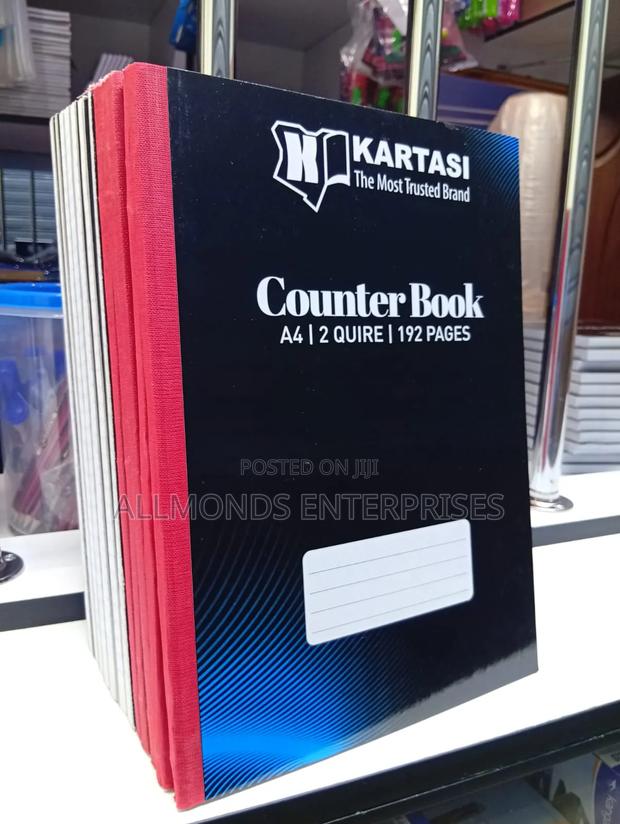 K KARTASI
The Most Trusted Brand
Counter Book
A4 | 2 QUIRE | 192 PAGES
POSTED ON JIJI
ALLMONDS ENTERPRISES